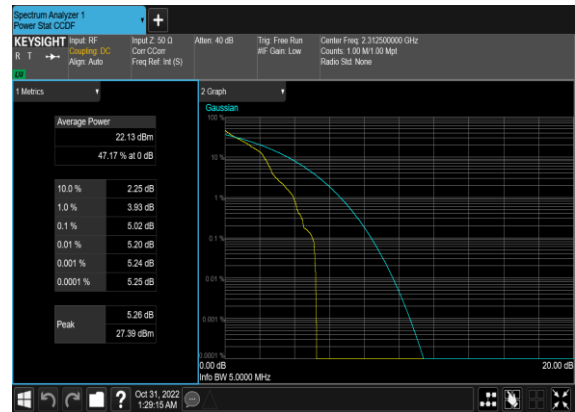 Spectrum Analyzer 1
Power Stat CCDF
KEYSIGHT
R T
LXI
Input: RF
Coupling: DC
Align: Auto
Input Z: 50 Ω
Corr CCorr
Freq Ref: Int (S)
Atten: 40 dB
Trig: Free Run
#IF Gain: Low
Center Freq: 2.312500000 GHz
Counts: 1.00 M/1.00 Mpt
Radio Std: None
1 Metrics
Average Power
22.13 dBm
47.17 % at 0 dB
10.0 % 2.25 dB
1.0 % 3.93 dB
0.1 % 5.02 dB
0.01 % 5.20 dB
0.001 % 5.24 dB
0.0001 % 5.25 dB
Peak
5.26 dB
27.39 dBm
2 Graph
Gaussian
100 %
10 %
1 %
0.1 %
0.01 %
0.001 %
0.0001 %
0.00 dB 20.00 dB
Info BW 5.0000 MHz
?
Oct 31, 2022
1:29:15 AM